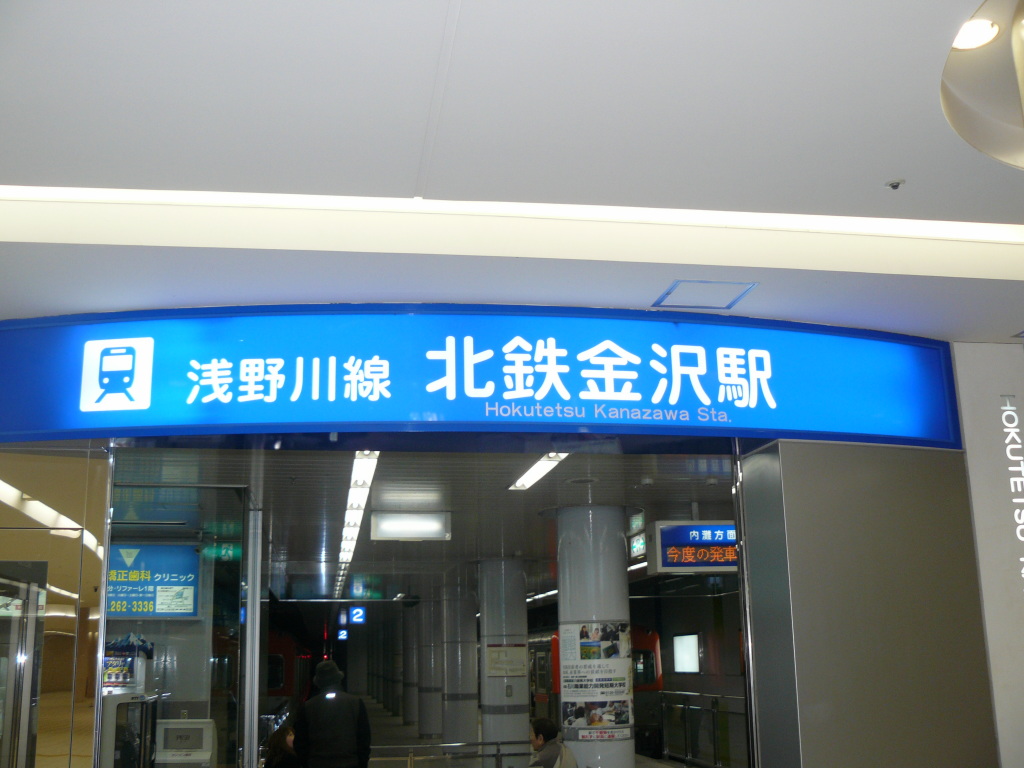 浅野川線 北鉄金沢駅
Hokutetsu Kanazawa Sta.
HOKUTETSU
内灘方面
今度の発車
矯正歯科 クリニック
262-3336
2
2